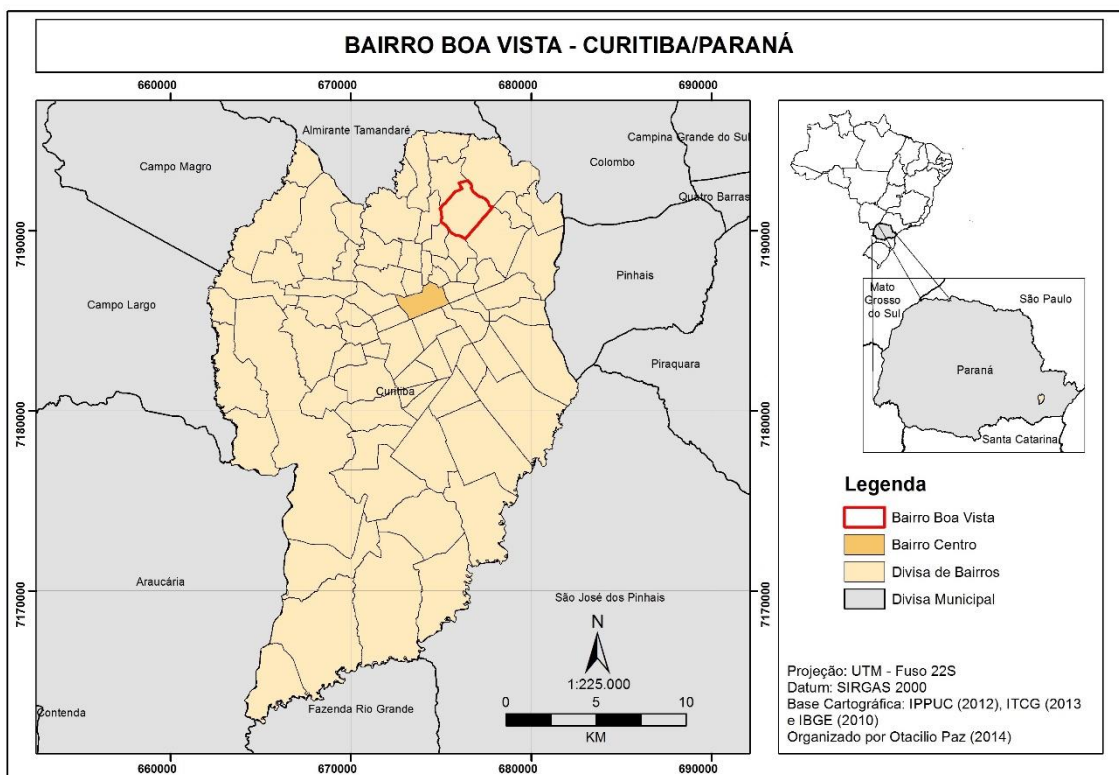 BAIRRO BOA VISTA - CURITIBA/PARANÁ
660000 670000 680000 690000
Almirante Tamandaré
Campina Grande do Sul
Campo Magro
Colombo
Quatro Barras
7190000 7190000
Pinhais
Campo Largo
Piraquara
Curitiba
7180000 7180000
Araucária
7170000 7170000
São José dos Pinhais
N
1:225.000
0 5 10
KM
Fazenda Rio Grande
Contenda
660000 670000 680000 690000
Mato
Grosso
do Sul
São Paulo
Paraná
Santa Catarina
Legenda
Bairro Boa Vista
Bairro Centro
Divisa de Bairros
Divisa Municipal
Projeção: UTM - Fuso 22S
Datum: SIRGAS 2000
Base Cartográfica: IPPUC (2012), ITCG (2013
e IBGE (2010)
Organizado por Otacilio Paz (2014)